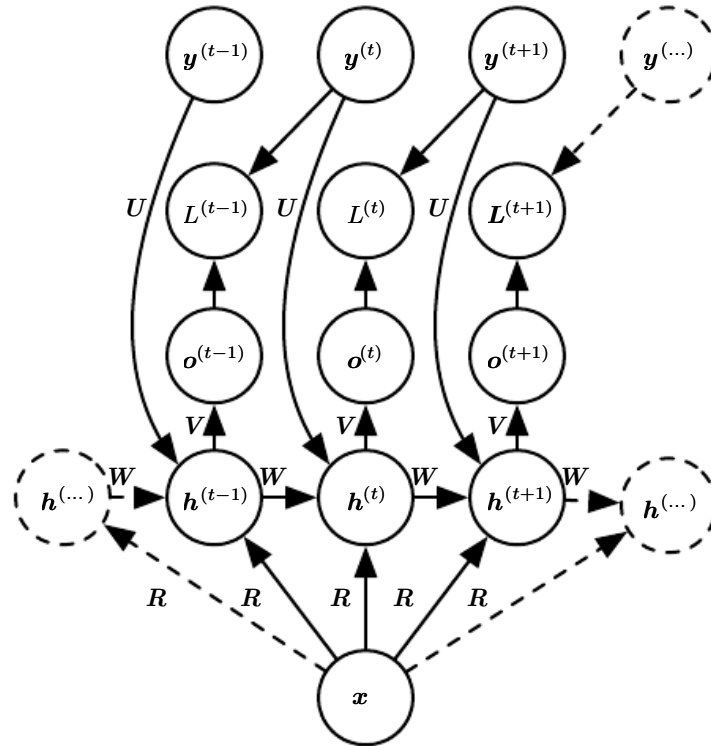 y^(t−1) y^(t) y^(t+1) y^(...)
U L^(t−1) U L^(t) U L^(t+1)
o^(t−1) o^(t) o^(t+1)
V V V
W W W W
h^(...) h^(t−1) h^(t) h^(t+1) h^(...)
R R R R R
x